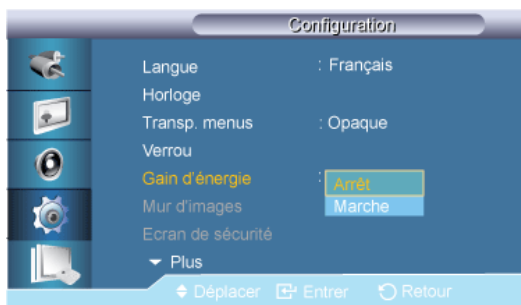 Configuration
Langue : Français
Horloge
Transp. menus : Opaque
Verrou
Gain d'énergie : Arrêt
Marche
Mur d'images
Ecran de sécurité
Plus
Déplacer Entrer Retour